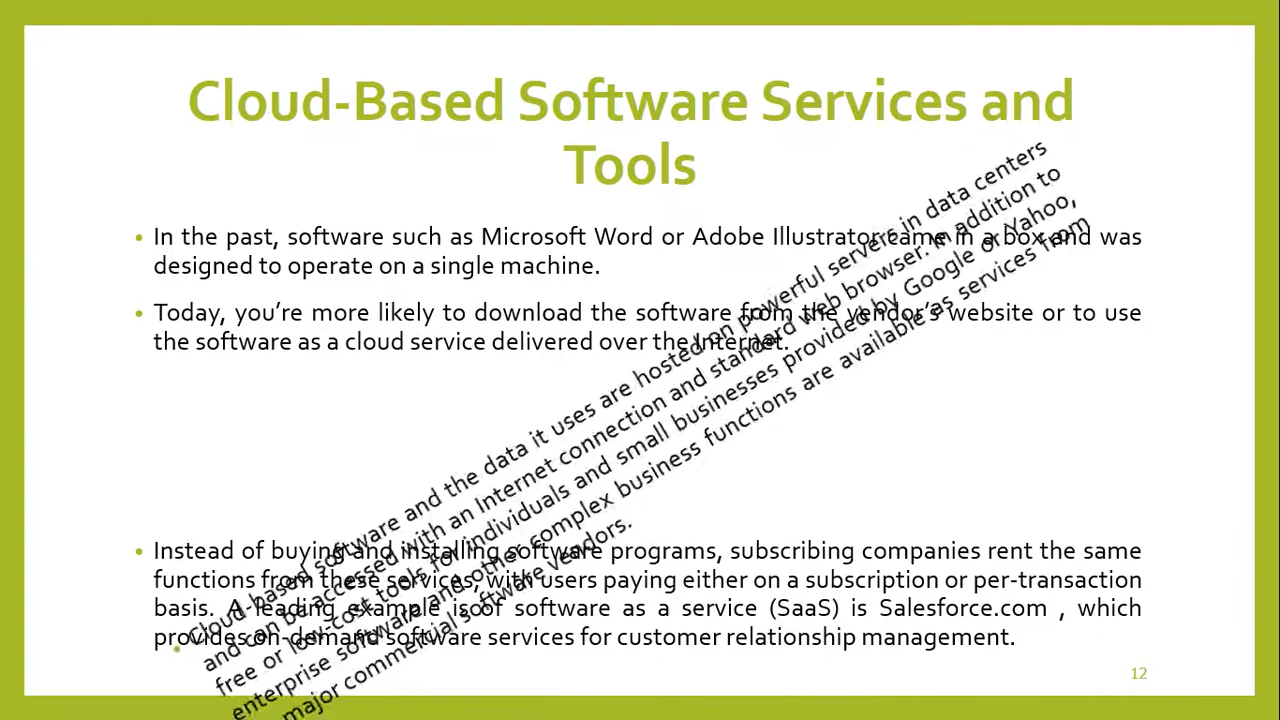 Cloud-Based Software Services and
Tools
• In the past, software such as Microsoft Word or Adobe Illustrator came in a box and was
designed to operate on a single machine.
• Today, you’re more likely to download the software from the vendor’s website or to use
the software as a cloud service delivered over the Internet.
• Cloud-based software and the data it uses are hosted on powerful servers in data centers
and can be accessed with an Internet connection and standard web browser. In addition to
free or low-cost tools for individuals and small businesses provided by Google or Yahoo,
enterprise software and other complex business functions are available as services from
major commercial software vendors.
• Instead of buying and installing software programs, subscribing companies rent the same
functions from these services, with users paying either on a subscription or per-transaction
basis. A leading example is of software as a service (SaaS) is Salesforce.com , which
provides on-demand software services for customer relationship management.
12